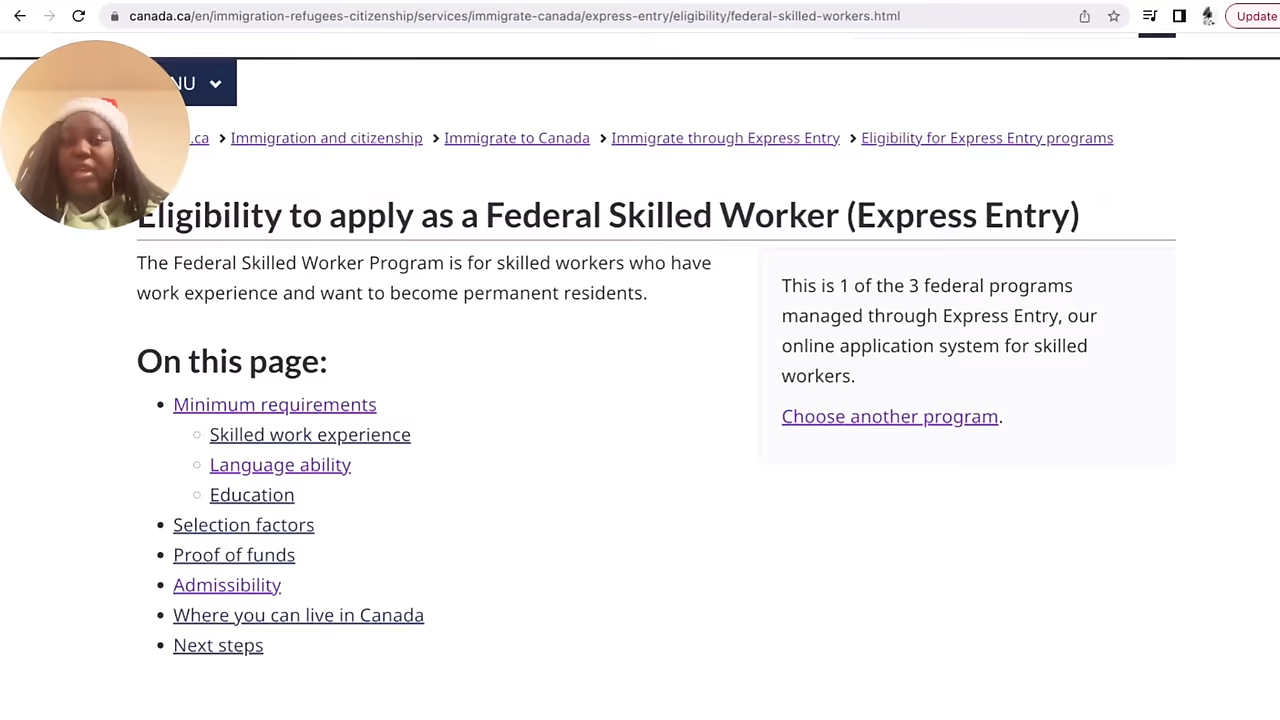 canada.ca/en/immigration-refugees-citizenship/services/immigrate-canada/express-entry/eligibility/federal-skilled-workers.html
Update
NU
.ca > Immigration and citizenship > Immigrate to Canada > Immigrate through Express Entry > Eligibility for Express Entry programs
Eligibility to apply as a Federal Skilled Worker (Express Entry)
The Federal Skilled Worker Program is for skilled workers who have
work experience and want to become permanent residents.
This is 1 of the 3 federal programs
managed through Express Entry, our
online application system for skilled
workers.
Choose another program.
On this page:
• Minimum requirements
○ Skilled work experience
○ Language ability
○ Education
• Selection factors
• Proof of funds
• Admissibility
• Where you can live in Canada
• Next steps